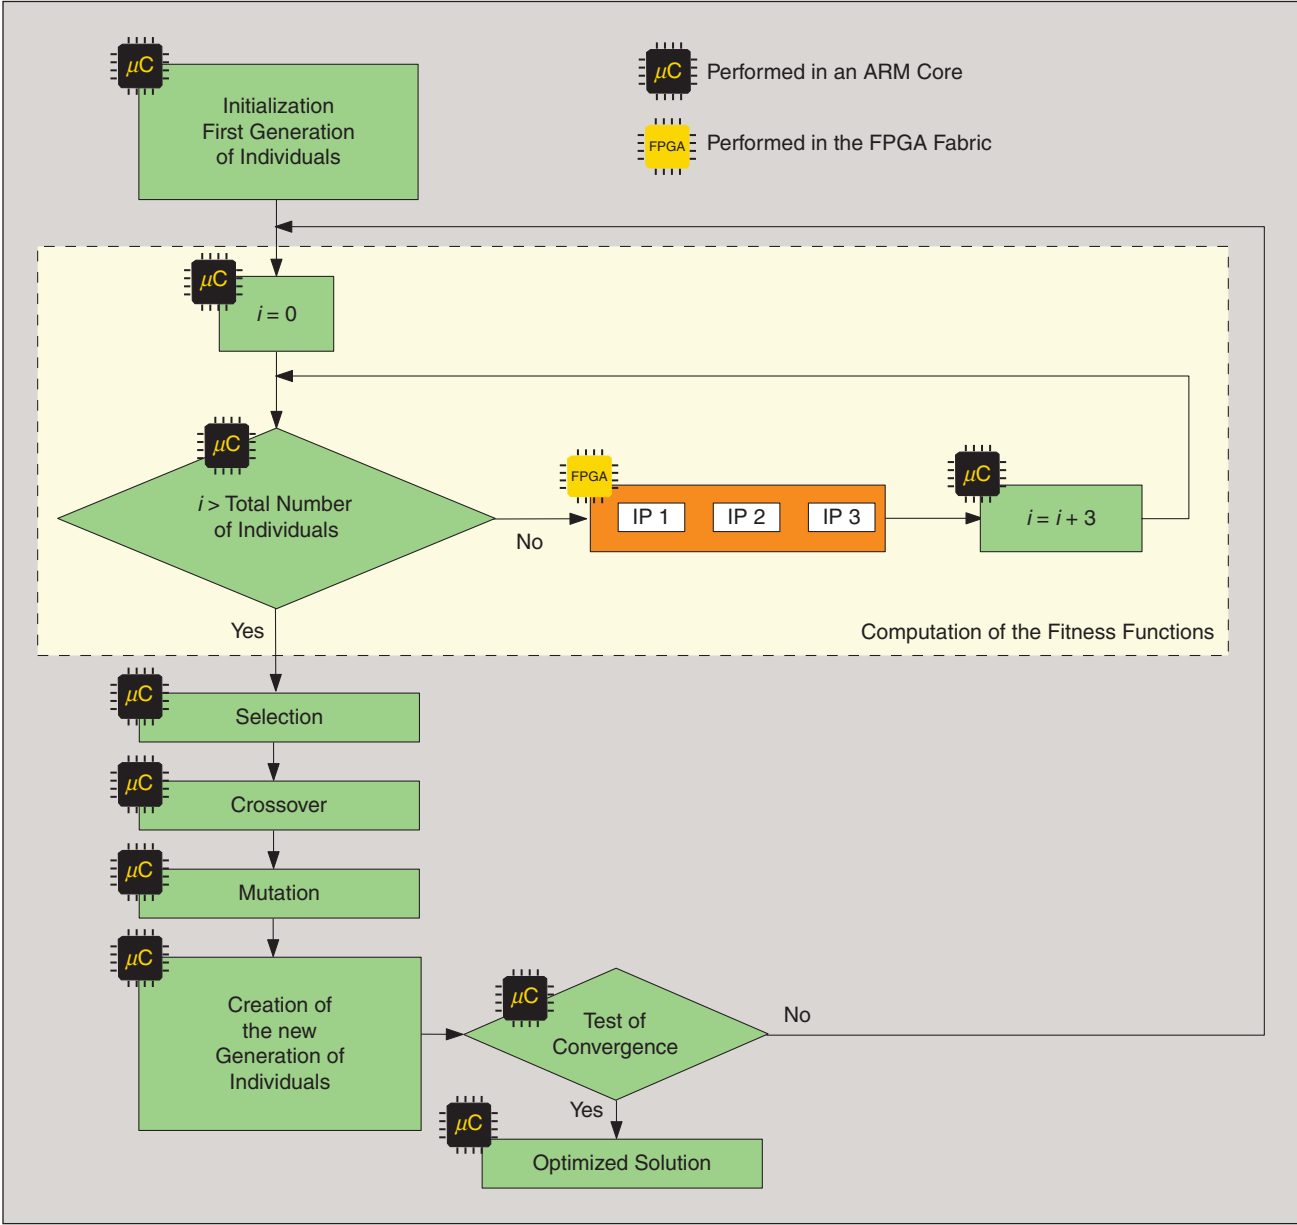 μC
Initialization
First Generation
of Individuals
μC Performed in an ARM Core
FPGA Performed in the FPGA Fabric
μC
i = 0
μC
i > Total Number
of Individuals
No
Yes
FPGA
IP 1 IP 2 IP 3
μC
i = i + 3
Computation of the Fitness Functions
μC
Selection
μC
Crossover
μC
Mutation
μC
Creation of
the new
Generation of
Individuals
μC
Test of
Convergence
No
Yes
μC
Optimized Solution